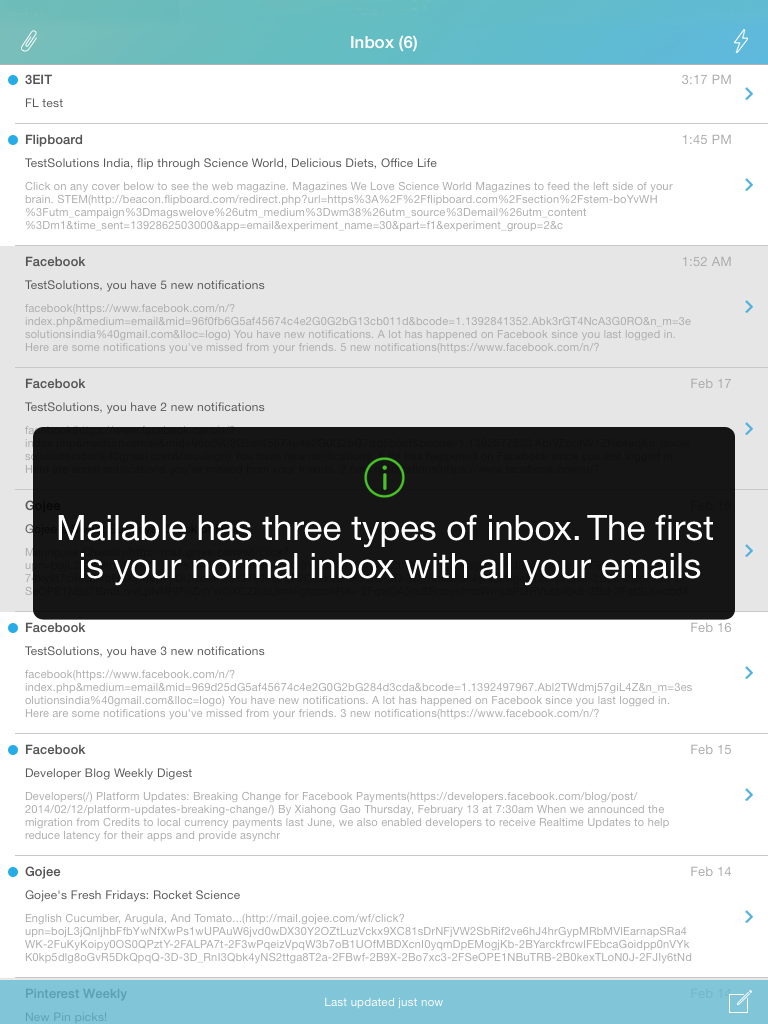 Inbox (6)
3EIT
3:17 PM
FL test
Flipboard
1:45 PM
TestSolutions India, flip through Science World, Delicious Diets, Office Life
Click on any cover below to see the web magazine. Magazines We Love Science World Magazines to feed the left side of your
brain. STEM(http://beacon.flipboard.com/redirect.php?url=https%3A%2F%2Fflipboard.com%2Fsection%2Fstem-boYvWH
%3Futm_campaign%3Dmagswelove%26utm_medium%3Dwm38%26utm_source%3Demail%26utm_content
%3Dm1&time_sent=1392862503000&app=email&experiment_name=30&part=f1&experiment_group=2&c
Facebook
1:52 AM
TestSolutions, you have 5 new notifications
facebook(https://www.facebook.com/n/?
index.php&medium=email&mid=96f0fb6G5af45674c4e2G0G2bG13cb011d&bcode=1.1392841352.Abk3rGT4NcA3G0RO&n_m=3e
solutionsindia%40gmail.com&lloc=logo) You have new notifications. A lot has happened on Facebook since you last logged in.
Here are some notifications you've missed from your friends. 5 new notifications(https://www.facebook.com/n/?
Facebook
Feb 17
TestSolutions, you have 2 new notifications
Gojee
Mailable has three types of inbox. The first
is your normal inbox with all your emails
Facebook
Feb 16
TestSolutions, you have 3 new notifications
facebook(https://www.facebook.com/n/?
index.php&medium=email&mid=969d25dG5af45674c4e2G0G2bG284d3cda&bcode=1.1392497967.Abl2TWdmj57giL4Z&n_m=3es
olutionsindia%40gmail.com&lloc=logo) You have new notifications. A lot has happened on Facebook since you last logged in.
Here are some notifications you've missed from your friends. 3 new notifications(https://www.facebook.com/n/?
Facebook
Feb 15
Developer Blog Weekly Digest
Developers(/) Platform Updates: Breaking Change for Facebook Payments(https://developers.facebook.com/blog/post/
2014/02/12/platform-updates-breaking-change/) By Xiahong Gao Thursday, February 13 at 7:30am When we announced the
migration from Credits to local currency payments last June, we also enabled developers to receive Realtime Updates to help
reduce latency for their apps and provide asynchr
Gojee
Feb 14
Gojee's Fresh Fridays: Rocket Science
English Cucumber, Arugula, And Tomato...(http://mail.gojee.com/wf/click?
upn=bojL3jQnljhbFfbYwNfXwPs1wUPAuW6jvd0wDX30Y2OZtLuzVckx9XC81sDrNFjVW2SbRif2ve6hJ4hrGypMRbMVlEarnapSRa4
WK-2FuKyKoipy0OS0QPztY-2FALPA7t-2F3wPqeizVpqW3b7oB1UOfMBDXcnI0yqmDpEMogjKb-2BYarckfrcwlFEbcaGoidpp0nVYk
K0kp5dlg8oGvR5DkQpqQ-3D-3D_RnI3Qbk4yNS2ttga8T2a-2FBwf-2B9X-2Bo7xc3-2FSeOPE1NBuTRB-2B0kexTLoN0J-2FJIy6tNd
Pinterest Weekly
Feb 14
New Pin picks!
Last updated just now